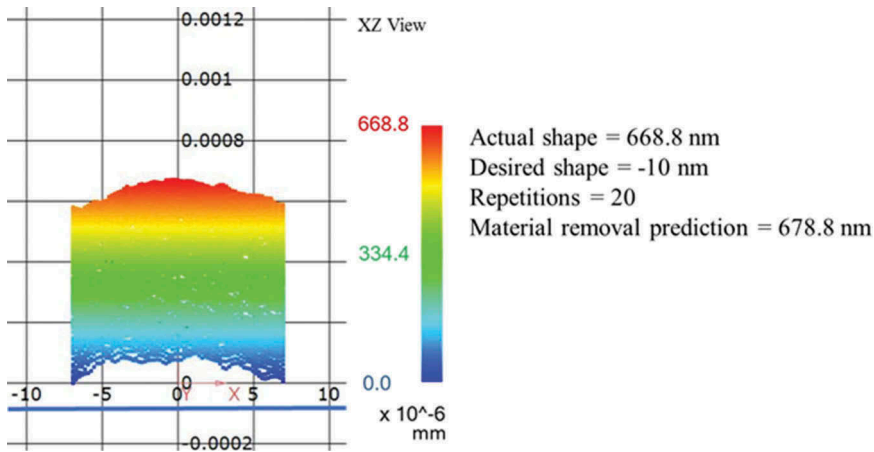 0.0012
XZ View
0.001
0.0008
668.8
334.4
0.0
x 10^-6
mm
Actual shape = 668.8 nm
Desired shape = -10 nm
Repetitions = 20
Material removal prediction = 678.8 nm
0
Y X
-10 -5 0 5 10
-0.0002